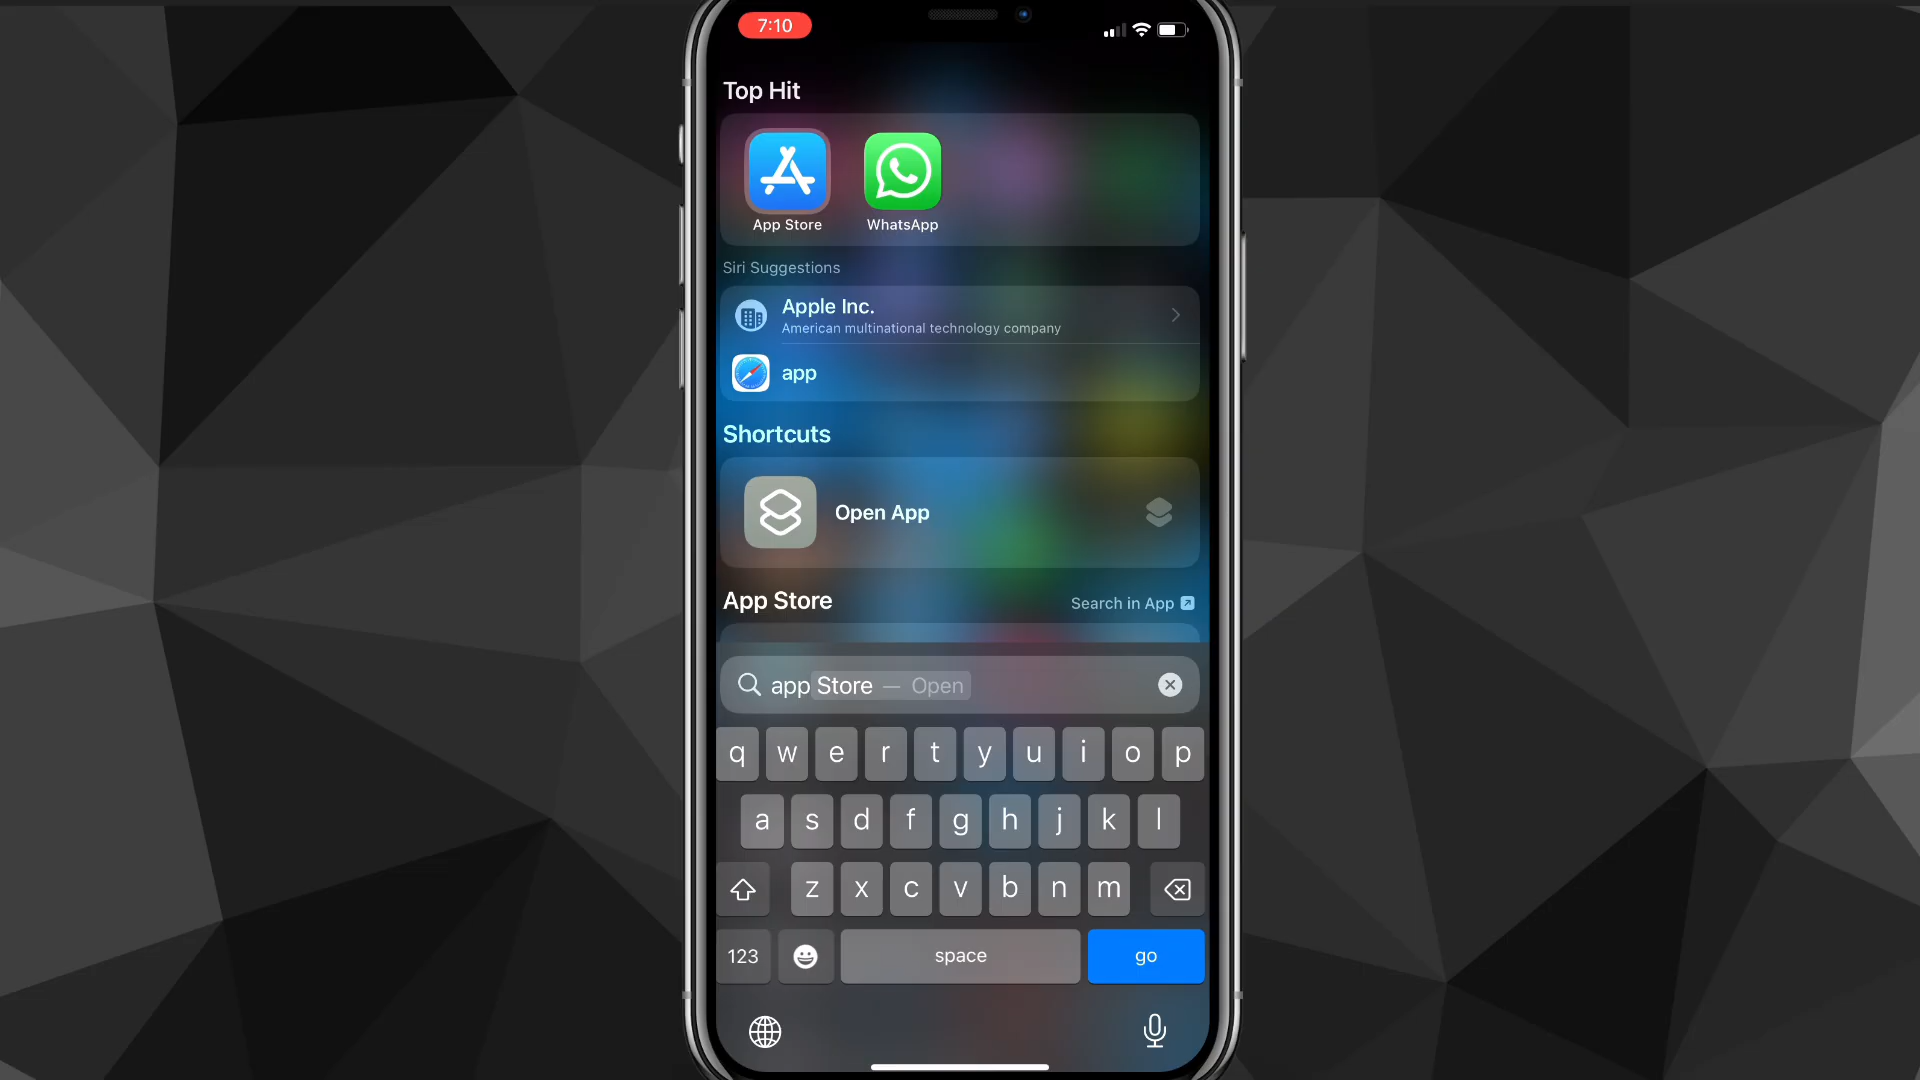 7:10
Top Hit
App Store
WhatsApp
Siri Suggestions
Apple Inc.
American multinational technology company
app
Shortcuts
Open App
App Store
Search in App
app Store — Open
q w e r t y u i o p
a s d f g h j k l
z x c v b n m
123
space
go